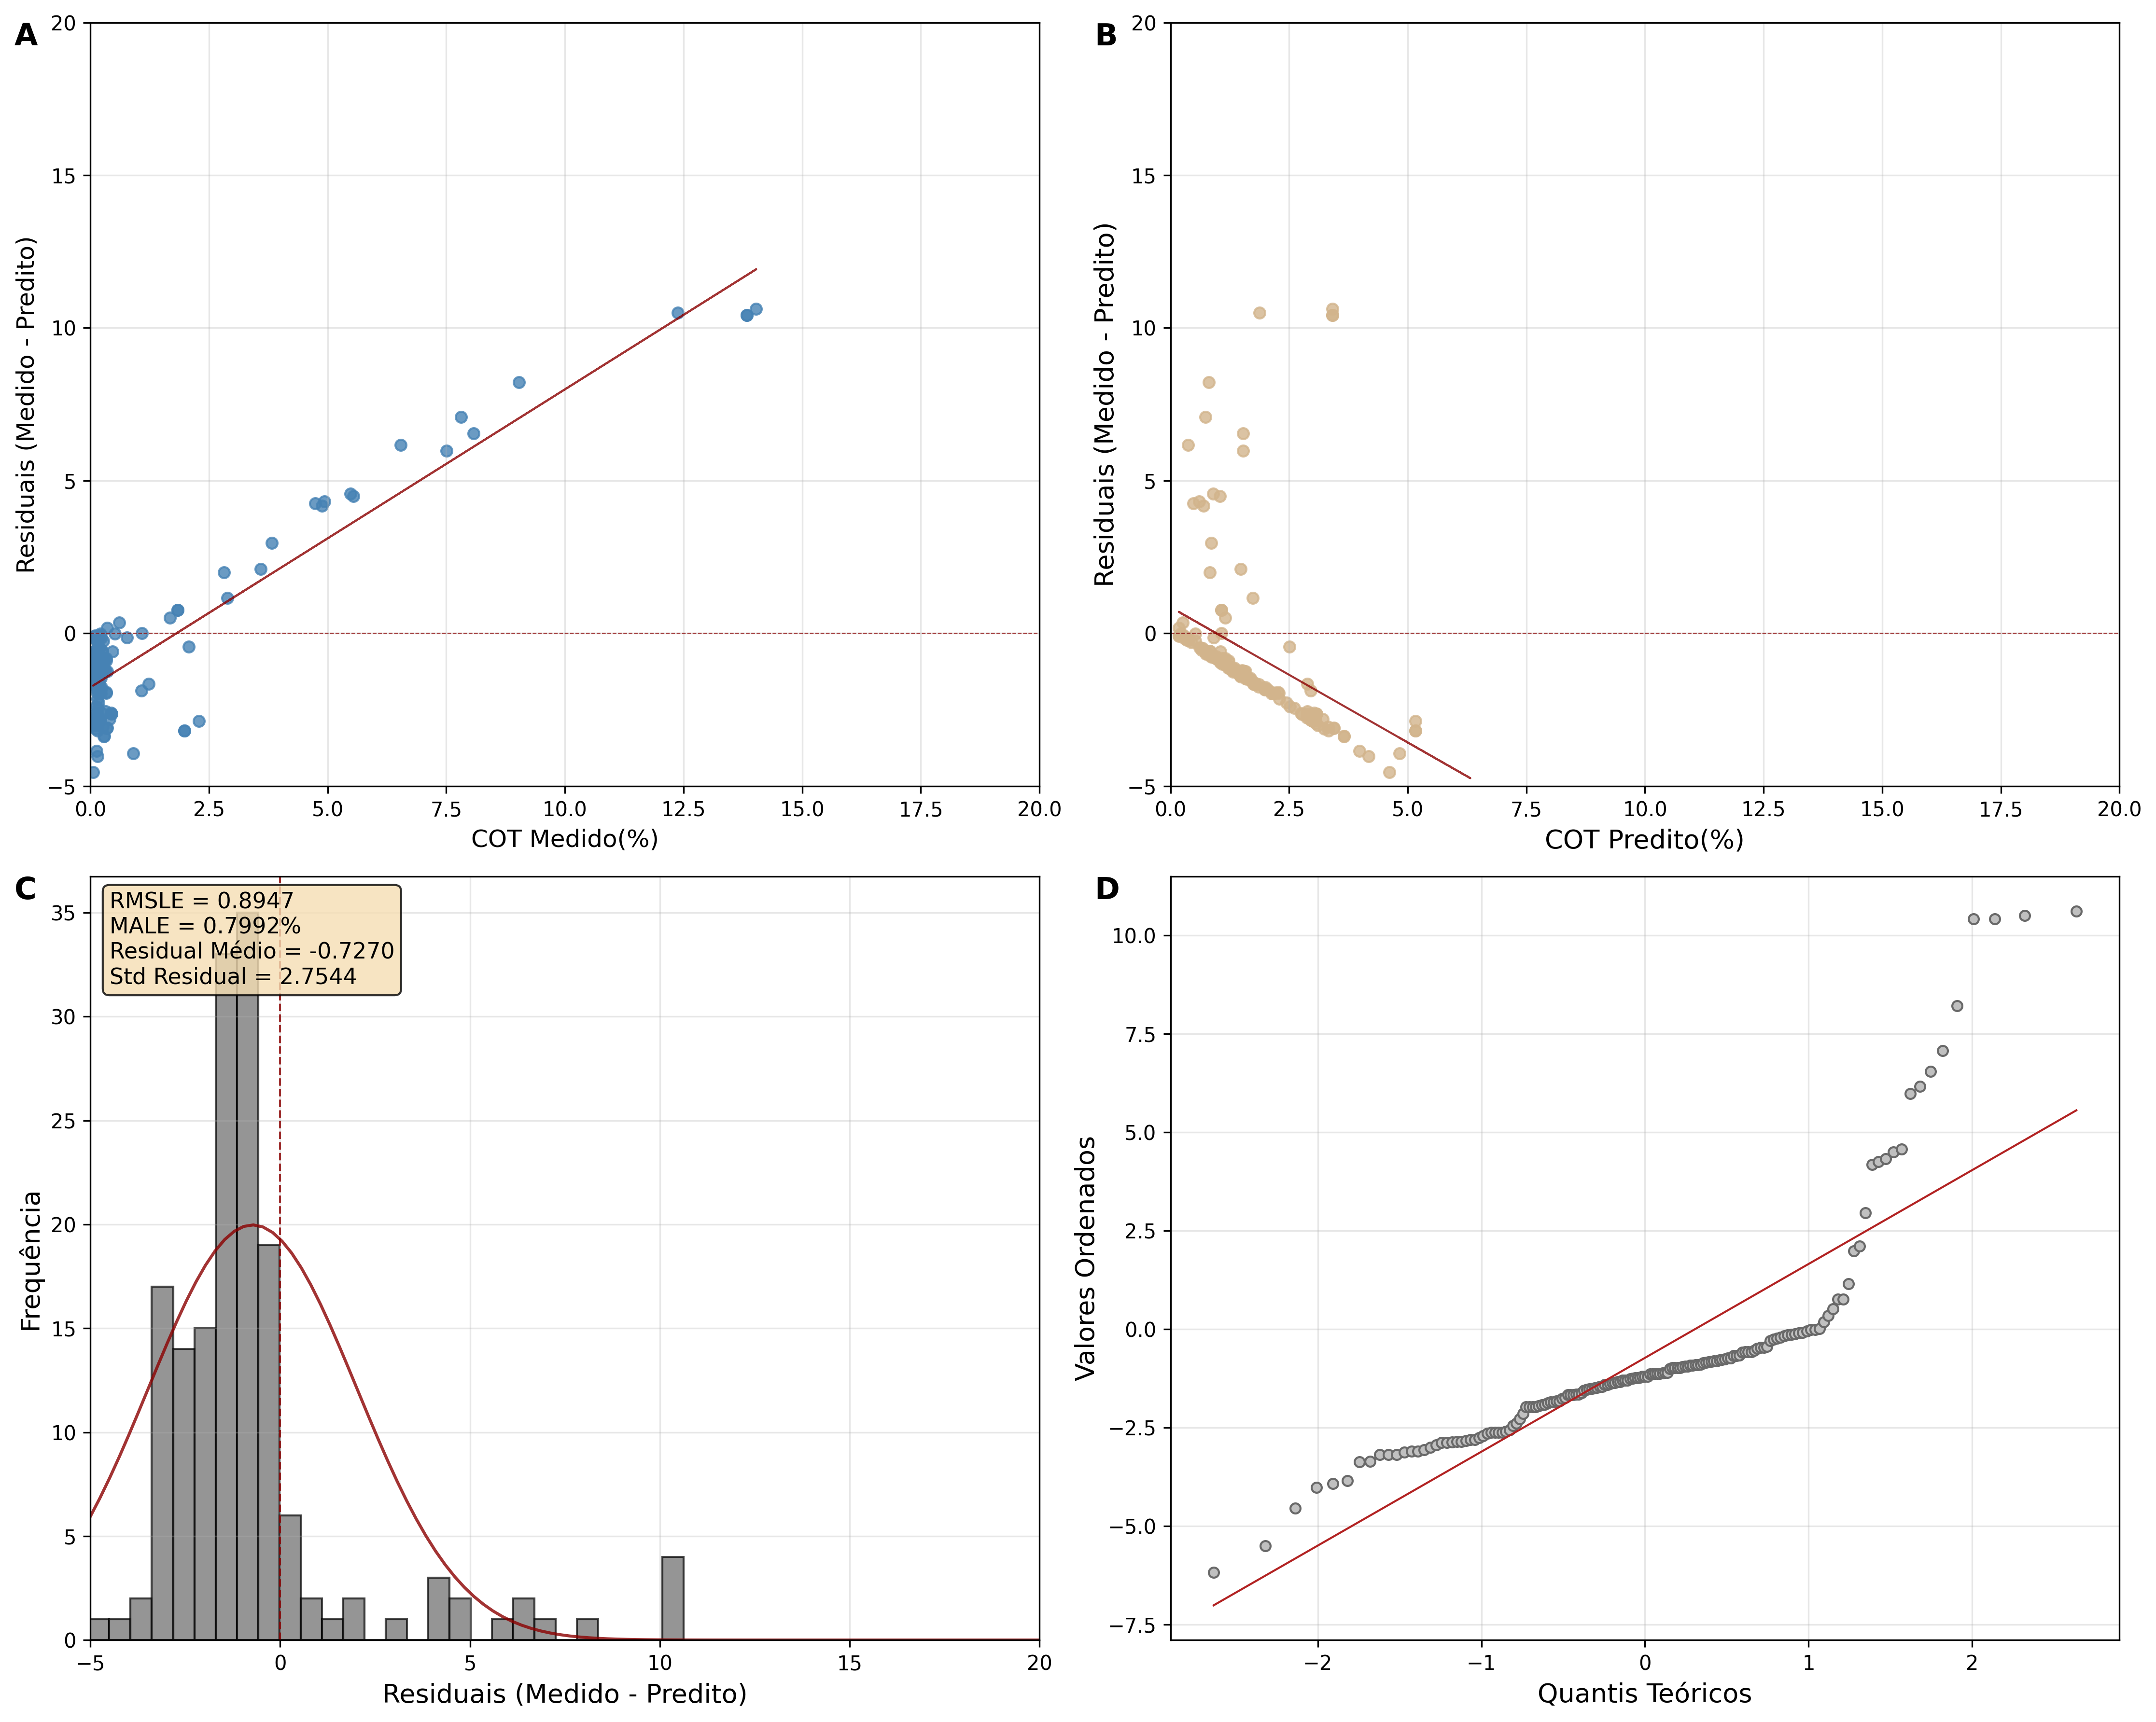 A
20
15
10
5
0
−5
Residuais (Medido - Predito)
0.0 2.5 5.0 7.5 10.0 12.5 15.0 17.5 20.0
COT Medido(%)
B
20
15
10
5
0
−5
Residuais (Medido - Predito)
0.0 2.5 5.0 7.5 10.0 12.5 15.0 17.5 20.0
COT Predito(%)
C
RMSLE = 0.8947
MALE = 0.7992%
Residual Médio = -0.7270
Std Residual = 2.7544
35
30
25
20
15
10
5
0
Frequência
−5 0 5 10 15 20
Residuais (Medido - Predito)
D
10.0
7.5
5.0
2.5
0.0
−2.5
−5.0
−7.5
Valores Ordenados
−2 −1 0 1 2
Quantis Teóricos